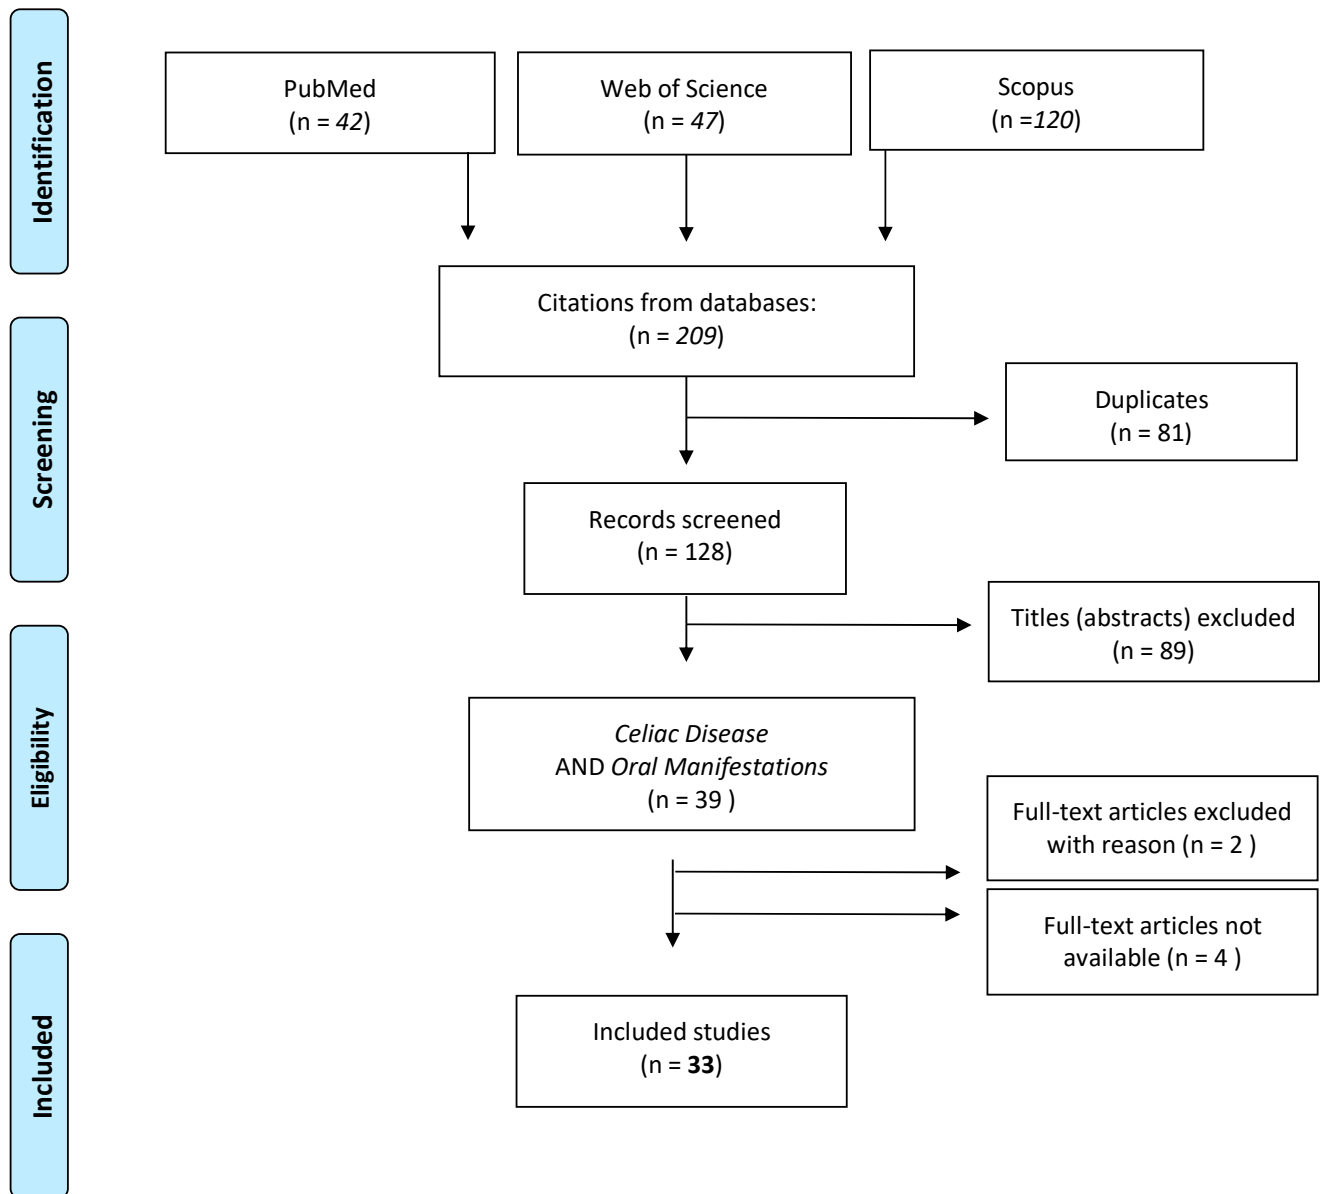 Identification
PubMed
(n = 42)
Web of Science
(n = 47)
Scopus
(n =120)
Citations from databases:
(n = 209)
Screening
Duplicates
(n = 81)
Records screened
(n = 128)
Titles (abstracts) excluded
(n = 89)
Eligibility
Celiac Disease
AND Oral Manifestations
(n = 39 )
Full-text articles excluded
with reason (n = 2 )
Full-text articles not
available (n = 4 )
Included
Included studies
(n = 33)